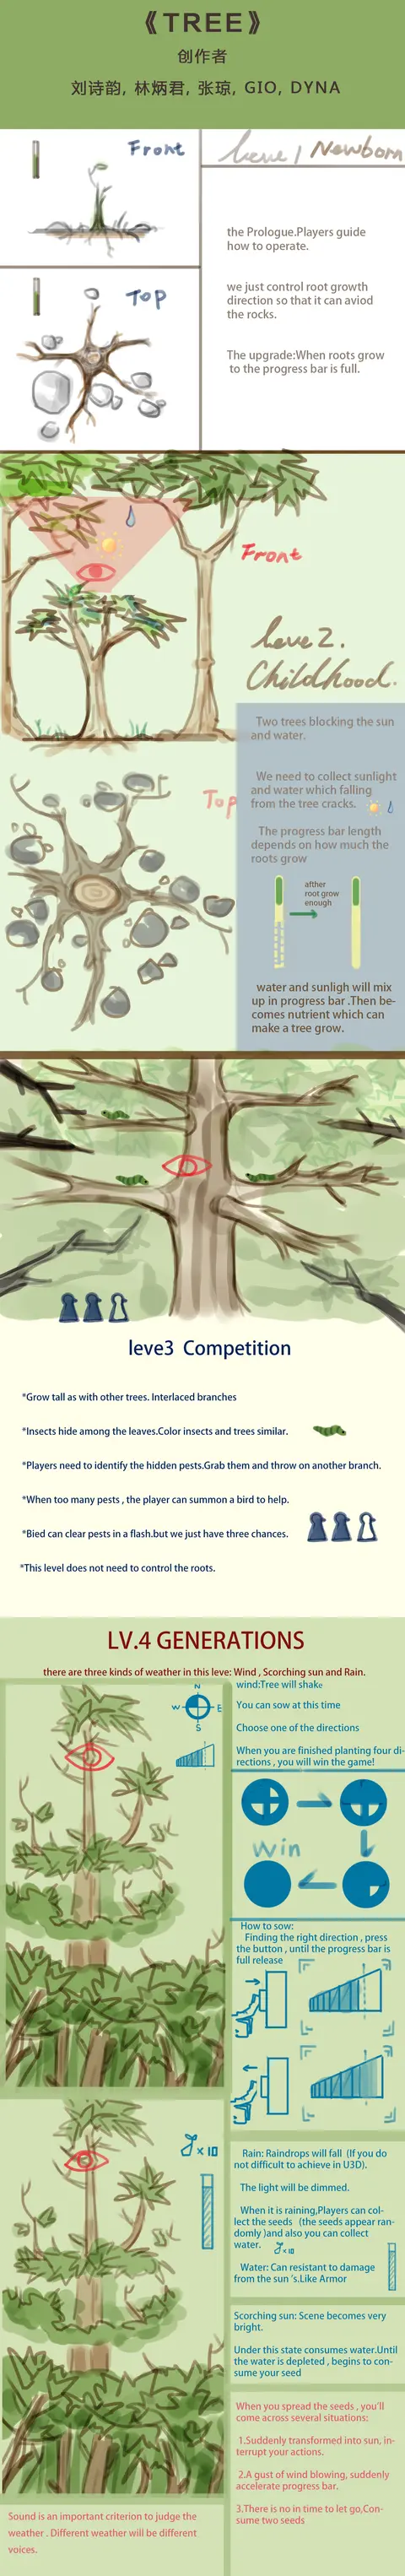 《TREE》
创作者
刘诗韵, 林炳君, 张琼, GIO, DYNA
Front
leve 1 Newborn
the Prologue.Players guide
how to operate.
we just control root growth
direction so that it can aviod
the rocks.
The upgrade:When roots grow
to the progress bar is full.
Top
Front
leve 2.
Childhood.
Two trees blocking the sun
and water.
We need to collect sunlight
and water which falling
from the tree cracks.
Top
The progress bar length
depends on how much the
roots grow
afther
root grow
enough
water and sunligh will mix
up in progress bar .Then be-
comes nutrient which can
make a tree grow.
leve3 Competition
*Grow tall as with other trees. Interlaced branches
*Insects hide among the leaves.Color insects and trees similar.
*Players need to identify the hidden pests.Grab them and throw on another branch.
*When too many pests , the player can summon a bird to help.
*Bied can clear pests in a flash.but we just have three chances.
*This level does not need to control the roots.
LV.4 GENERATIONS
there are three kinds of weather in this leve: Wind , Scorching sun and Rain.
N
W E
S
wind:Tree will shake
You can sow at this time
Choose one of the directions
When you are finished planting four di-
rections , you will win the game!
Win
How to sow:
Finding the right direction , press
the button , until the progress bar is
full release
×10
Rain: Raindrops will fall (If you do
not difficult to achieve in U3D).
The light will be dimmed.
When it is raining,Players can col-
lect the seeds (the seeds appear ran-
domly )and also you can collect
water.
×10
Water: Can resistant to damage
from the sun 's.Like Armor
Scorching sun: Scene becomes very
bright.
Under this state consumes water.Until
the water is depleted , begins to con-
sume your seed
When you spread the seeds , you'll
come across several situations:
1.Suddenly transformed into sun, in-
terrupt your actions.
2.A gust of wind blowing, suddenly
accelerate progress bar.
3.There is no in time to let go,Con-
sume two seeds
Sound is an important criterion to judge the
weather . Different weather will be different
voices.